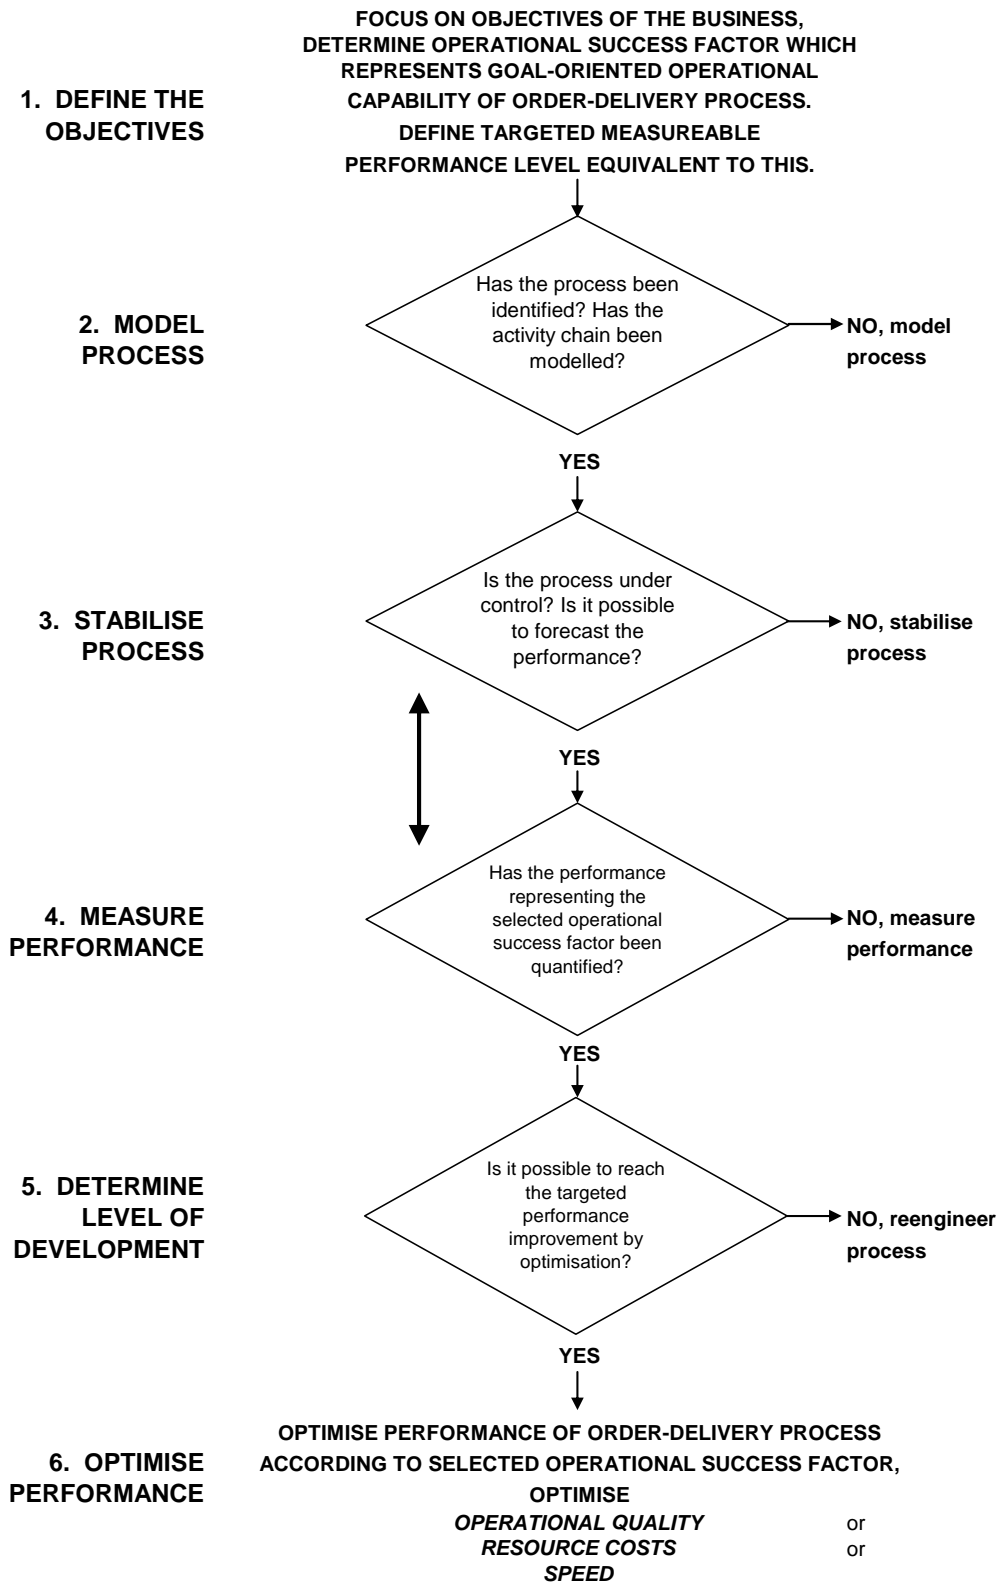 FOCUS ON OBJECTIVES OF THE BUSINESS,
DETERMINE OPERATIONAL SUCCESS FACTOR WHICH
REPRESENTS GOAL-ORIENTED OPERATIONAL
CAPABILITY OF ORDER-DELIVERY PROCESS.
DEFINE TARGETED MEASUREABLE
PERFORMANCE LEVEL EQUIVALENT TO THIS.
1. DEFINE THE
OBJECTIVES
Has the process been
identified? Has the
activity chain been
modelled?
2. MODEL
PROCESS
NO, model
process
YES
Is the process under
control? Is it possible
to forecast the
performance?
3. STABILISE
PROCESS
NO, stabilise
process
YES
Has the performance
representing the
selected operational
success factor been
quantified?
4. MEASURE
PERFORMANCE
NO, measure
performance
YES
Is it possible to reach
the targeted
performance
improvement by
optimisation?
5. DETERMINE
LEVEL OF
DEVELOPMENT
NO, reengineer
process
YES
OPTIMISE PERFORMANCE OF ORDER-DELIVERY PROCESS
ACCORDING TO SELECTED OPERATIONAL SUCCESS FACTOR,
OPTIMISE
6. OPTIMISE
PERFORMANCE
OPERATIONAL QUALITY or
RESOURCE COSTS or
SPEED